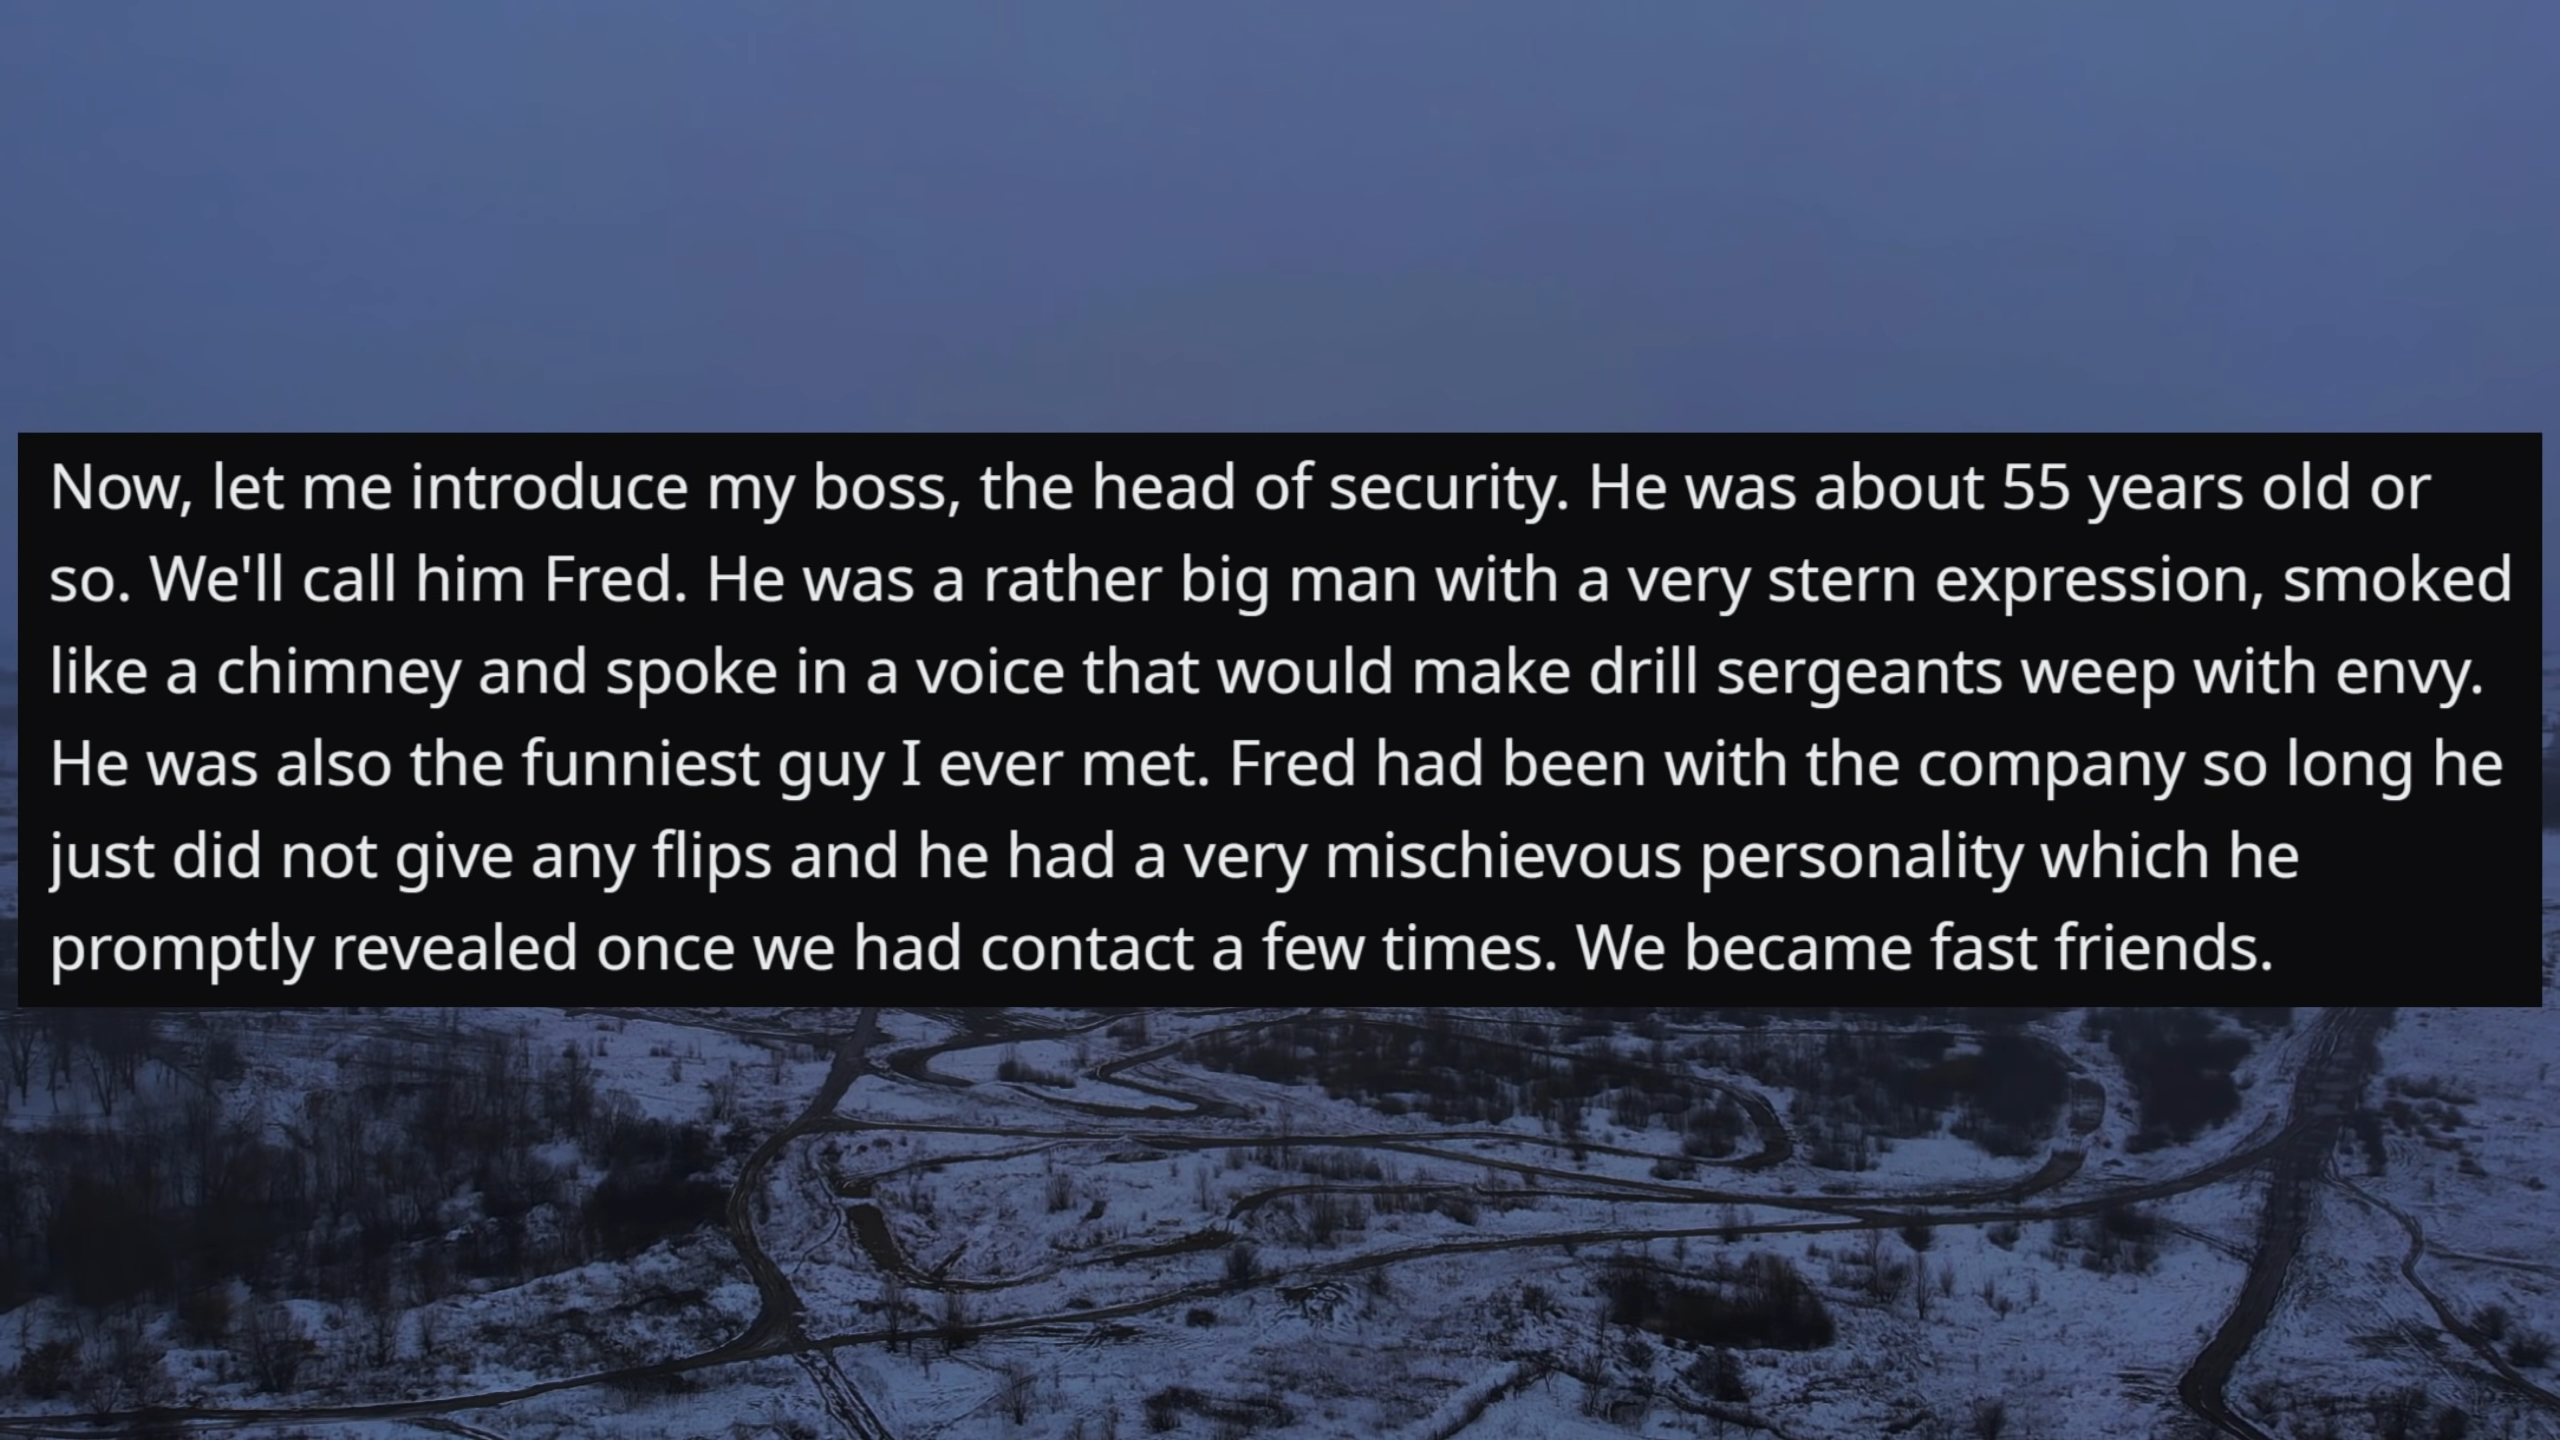 Now, let me introduce my boss, the head of security. He was about 55 years old or
so. We'll call him Fred. He was a rather big man with a very stern expression, smoked
like a chimney and spoke in a voice that would make drill sergeants weep with envy.
He was also the funniest guy I ever met. Fred had been with the company so long he
just did not give any flips and he had a very mischievous personality which he
promptly revealed once we had contact a few times. We became fast friends.